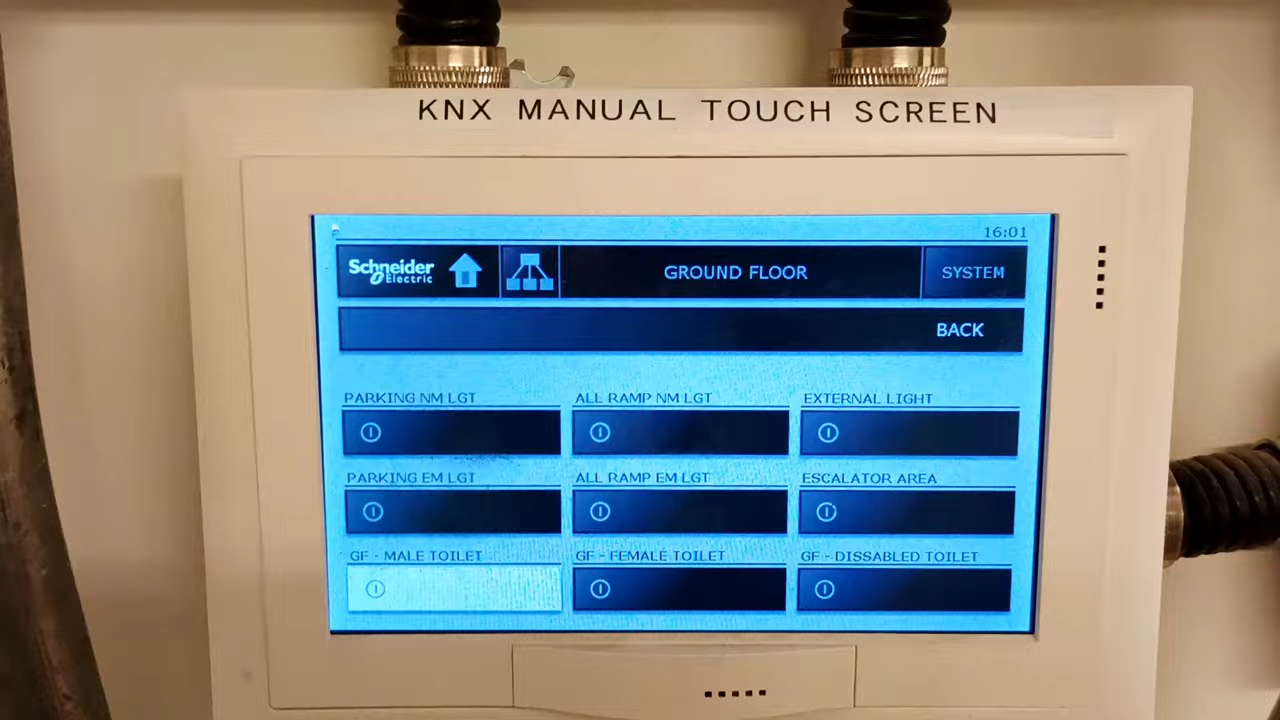 KNX MANUAL TOUCH SCREEN
16:01
Schneider Electric
GROUND FLOOR
SYSTEM
BACK
PARKING NM LGT
ALL RAMP NM LGT
EXTERNAL LIGHT
PARKING EM LGT
ALL RAMP EM LGT
ESCALATOR AREA
GF - MALE TOILET
GF - FEMALE TOILET
GF - DISSABLED TOILET